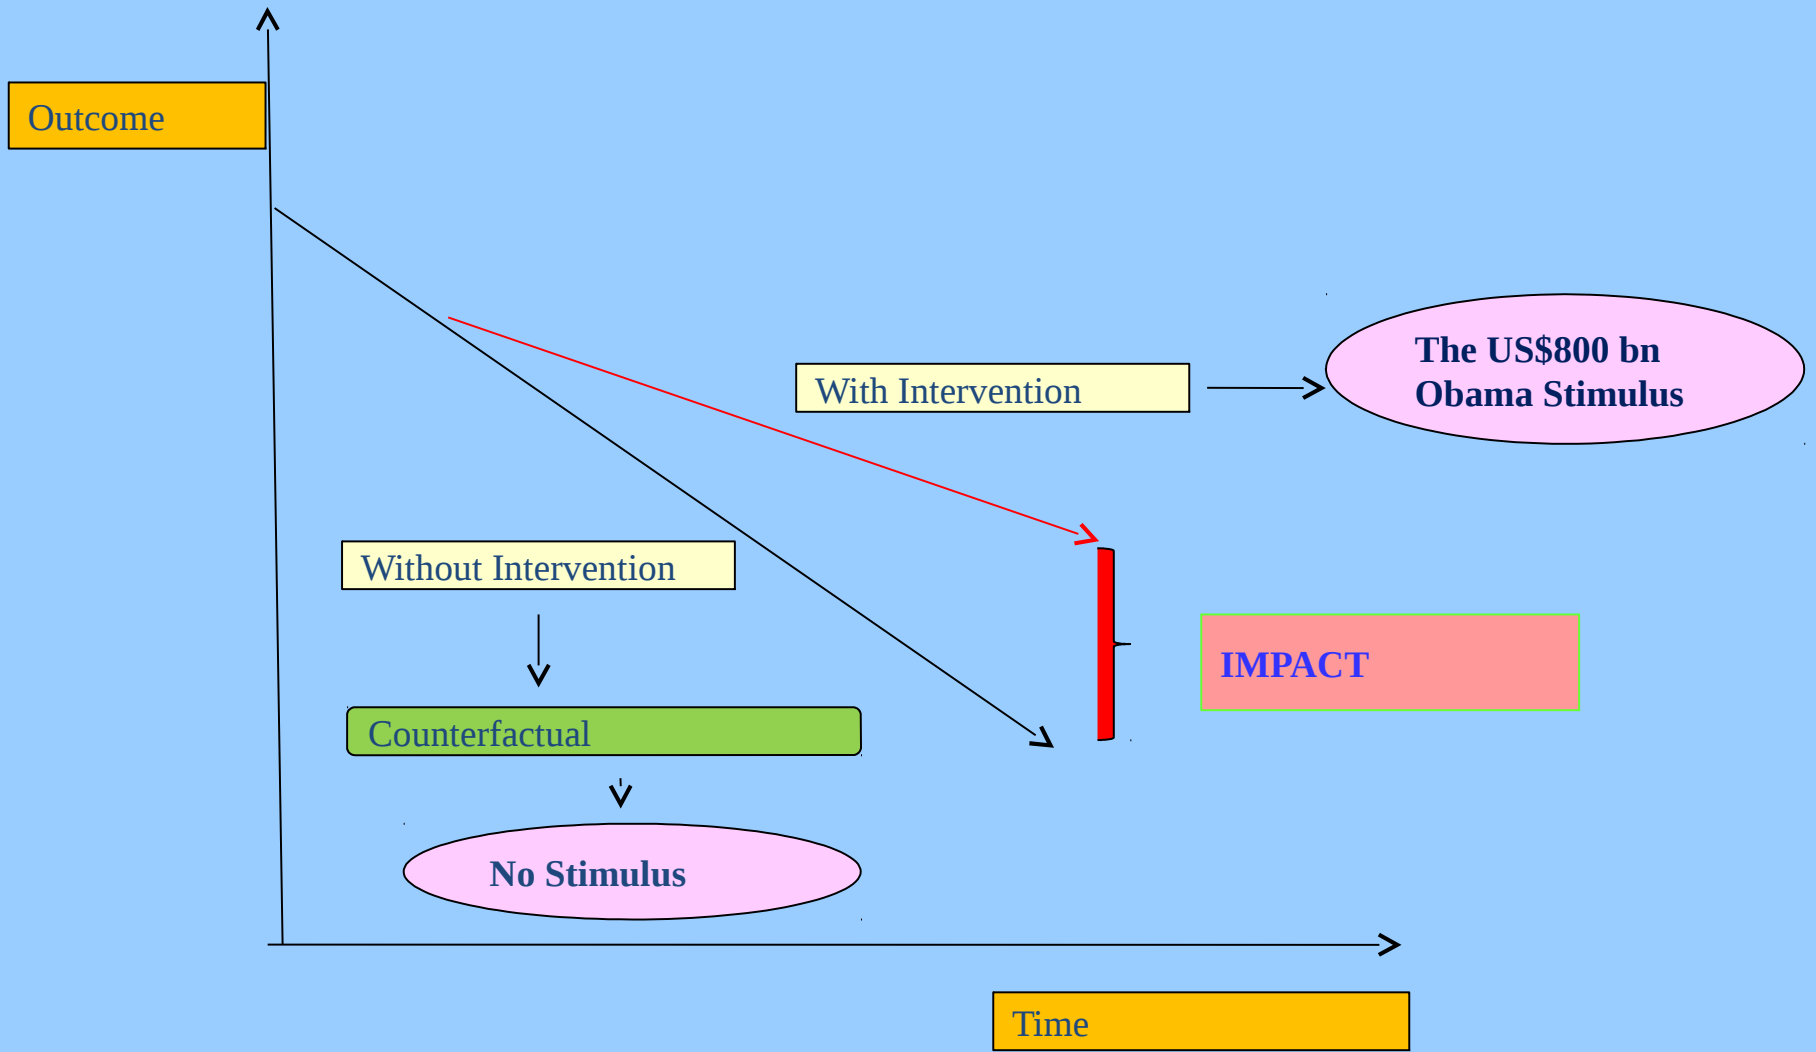 Outcome
The US$800 bn
Obama Stimulus
With Intervention
Without Intervention
IMPACT
Counterfactual
No Stimulus
Time